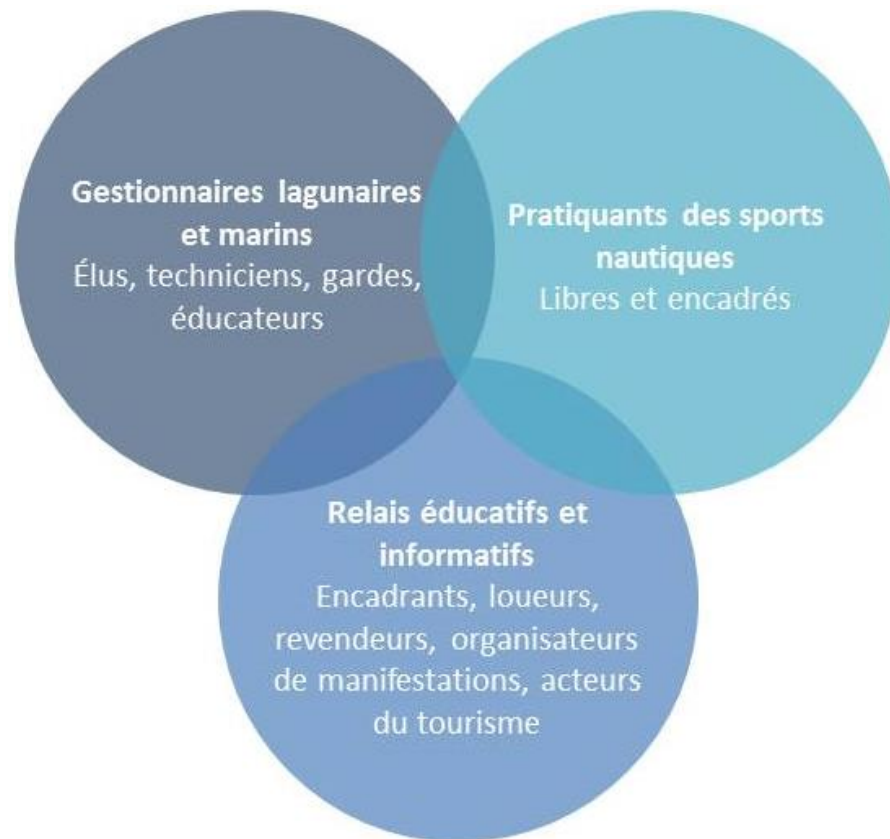 Gestionnaires lagunaires
et marins
Élus, techniciens, gardes,
éducateurs
Pratiquants des sports
nautiques
Libres et encadrés
Relais éducatifs et
informatifs
Encadrants, loueurs,
revendeurs, organisateurs
de manifestations, acteurs
du tourisme